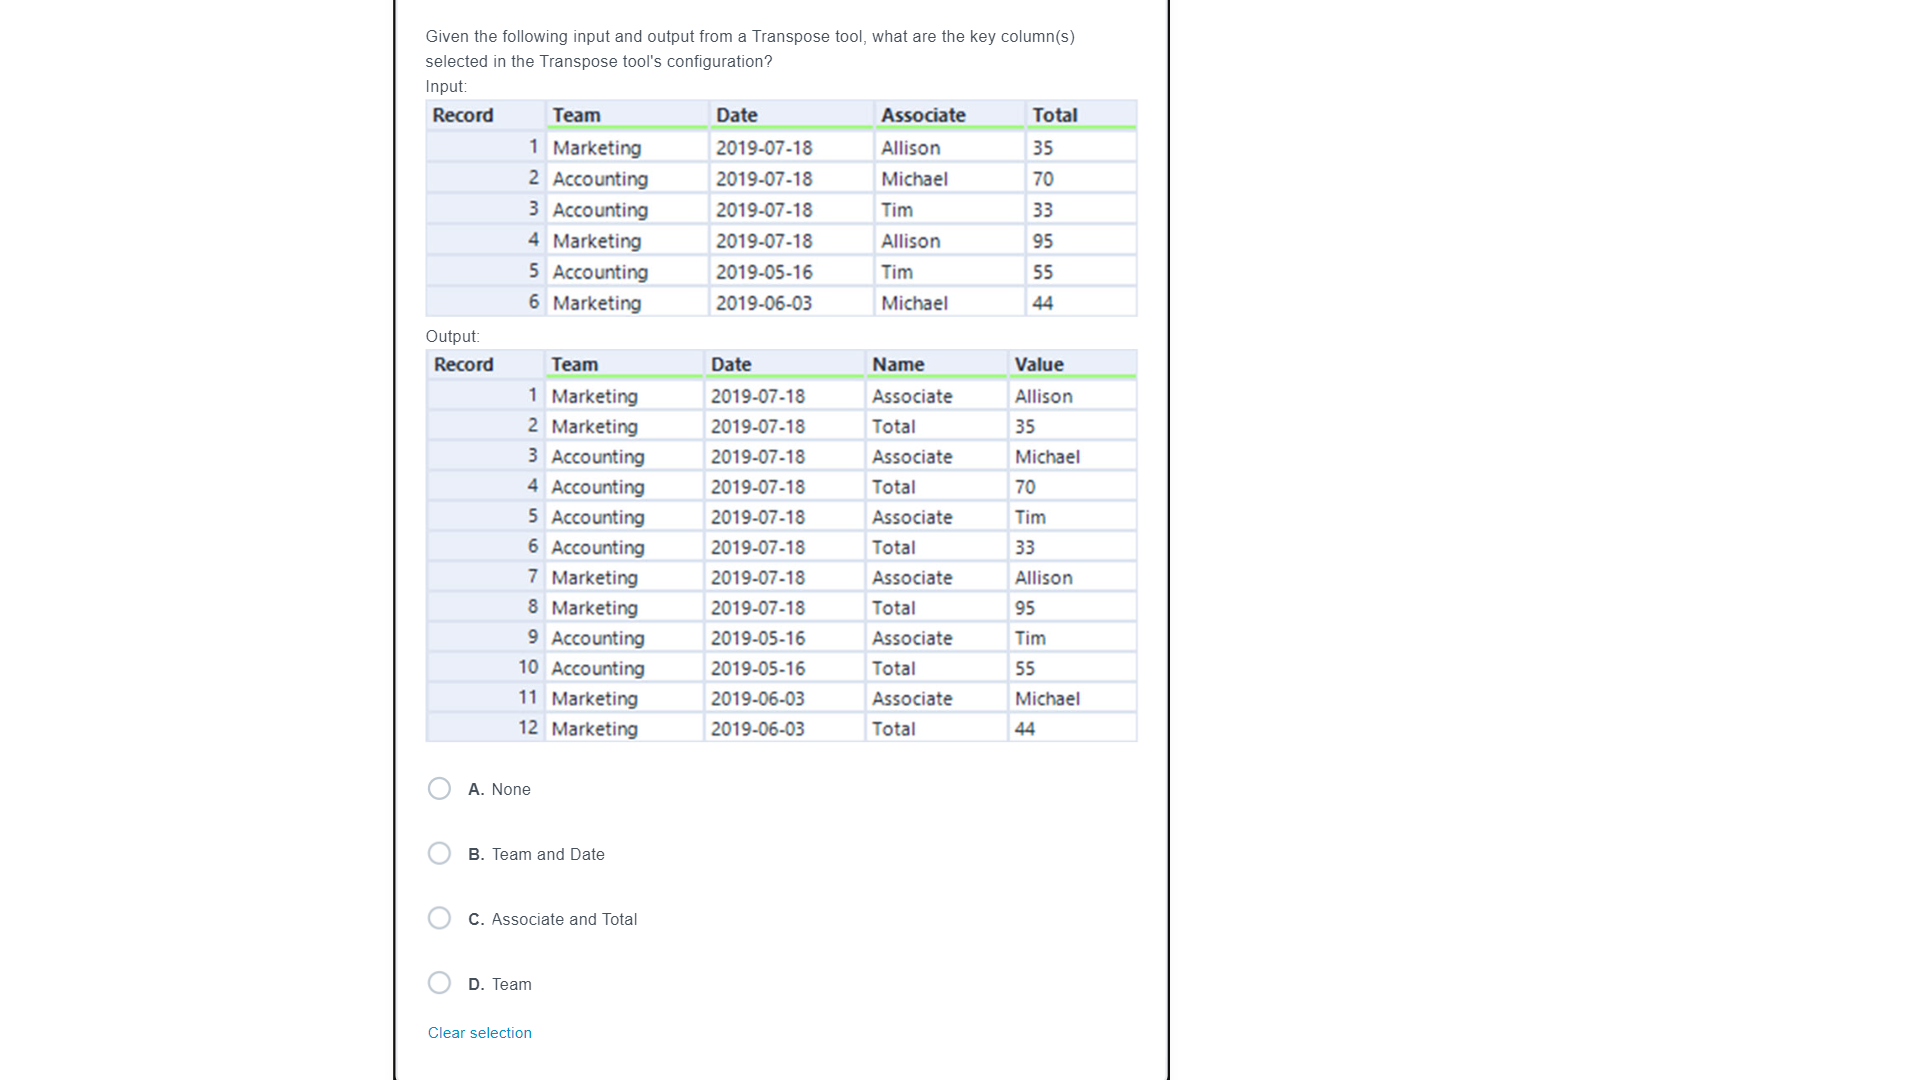 Given the following input and output from a Transpose tool, what are the key column(s)
selected in the Transpose tool's configuration?
Input:
Record Team Date Associate Total
1 Marketing 2019-07-18 Allison 35
2 Accounting 2019-07-18 Michael 70
3 Accounting 2019-07-18 Tim 33
4 Marketing 2019-07-18 Allison 95
5 Accounting 2019-05-16 Tim 55
6 Marketing 2019-06-03 Michael 44
Output:
Record Team Date Name Value
1 Marketing 2019-07-18 Associate Allison
2 Marketing 2019-07-18 Total 35
3 Accounting 2019-07-18 Associate Michael
4 Accounting 2019-07-18 Total 70
5 Accounting 2019-07-18 Associate Tim
6 Accounting 2019-07-18 Total 33
7 Marketing 2019-07-18 Associate Allison
8 Marketing 2019-07-18 Total 95
9 Accounting 2019-05-16 Associate Tim
10 Accounting 2019-05-16 Total 55
11 Marketing 2019-06-03 Associate Michael
12 Marketing 2019-06-03 Total 44
A. None
B. Team and Date
C. Associate and Total
D. Team
Clear selection